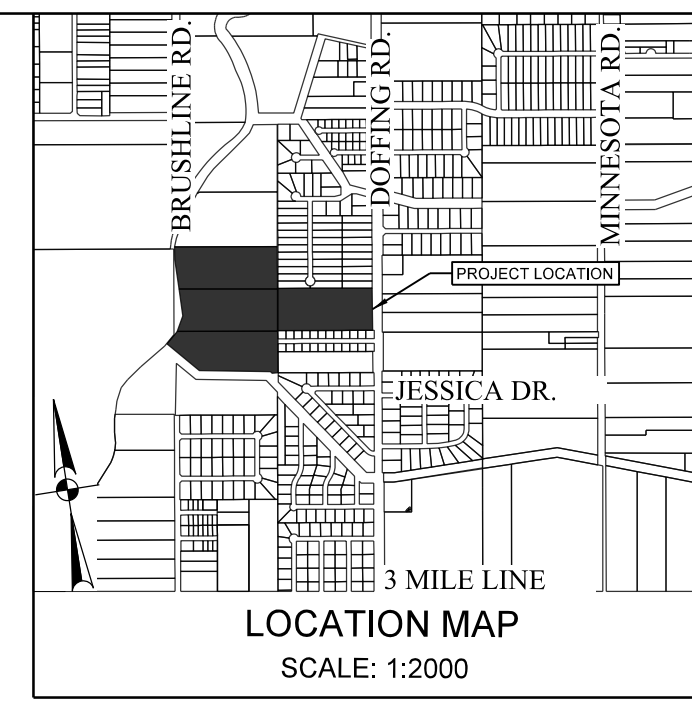 BRUSHLINE RD.
DOFFING RD.
MINNESOTA RD.
PROJECT LOCATION
JESSICA DR.
3 MILE LINE
LOCATION MAP
SCALE: 1:2000